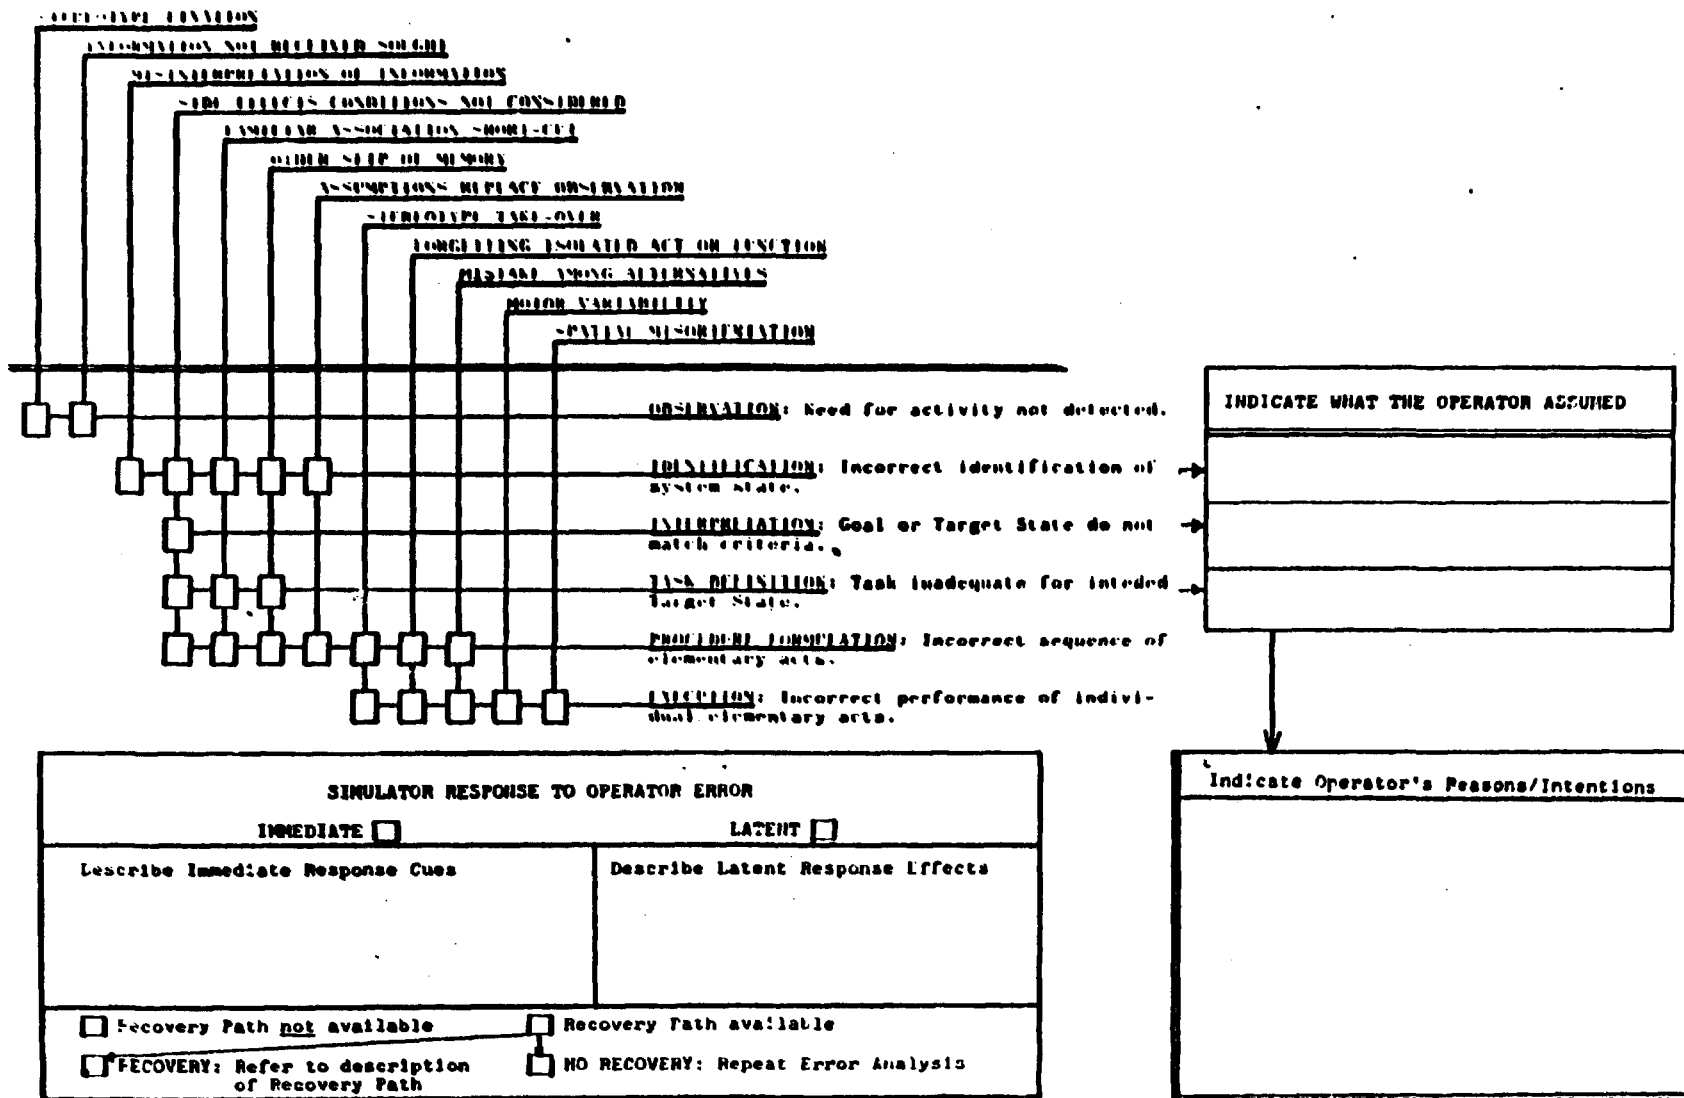 INFORMATION NOT RECEIVED SOUGHT
MISINTERPRETATION OF INFORMATION
SIDE EFFECTS CONDITIONS NOT CONSIDERED
FAMILIAR ASSOCIATION SHORT-CUT
OTHER SLIP OF MEMORY
ASSUMPTIONS REPLACE OBSERVATION
STEREOTYPE TAKE-OVER
FORGETTING ISOLATED ACT OR FUNCTION
MISTAKE AMONG ALTERNATIVES
MOTOR VARIABILITY
SPATIAL MISORIENTATION
OBSERVATION: Need for activity not detected.
IDENTIFICATION: Incorrect identification of
system state.
INTERPRETATION: Goal or Target State do not
match criteria.
TASK DEFINITION: Task inadequate for inteded
Target State.
PROCEDURE FORMULATION: Incorrect sequence of
elementary acts.
EXECUTION: Incorrect performance of indivi-
dual elementary acts.
INDICATE WHAT THE OPERATOR ASSUMED
Indicate Operator's Reasons/Intentions
SIMULATOR RESPONSE TO OPERATOR ERROR
IMMEDIATE LATENT
Describe Immediate Response Cues
Describe Latent Response Effects
Recovery Path not available
Recovery Path available
RECOVERY: Refer to description
of Recovery Path
NO RECOVERY: Repeat Error Analysis